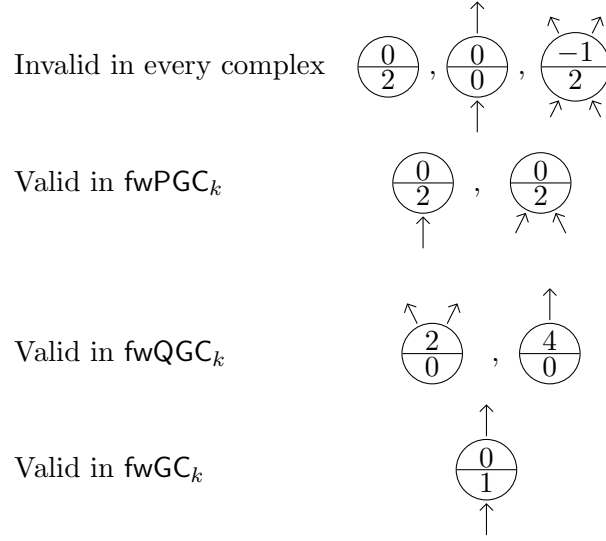 Invalid in every complex 0 2 , 0 0 , −1 2
Valid in fwPGC_k 0 2 , 0 2
Valid in fwQGC_k 2 0 , 4 0
Valid in fwGC_k 0 1